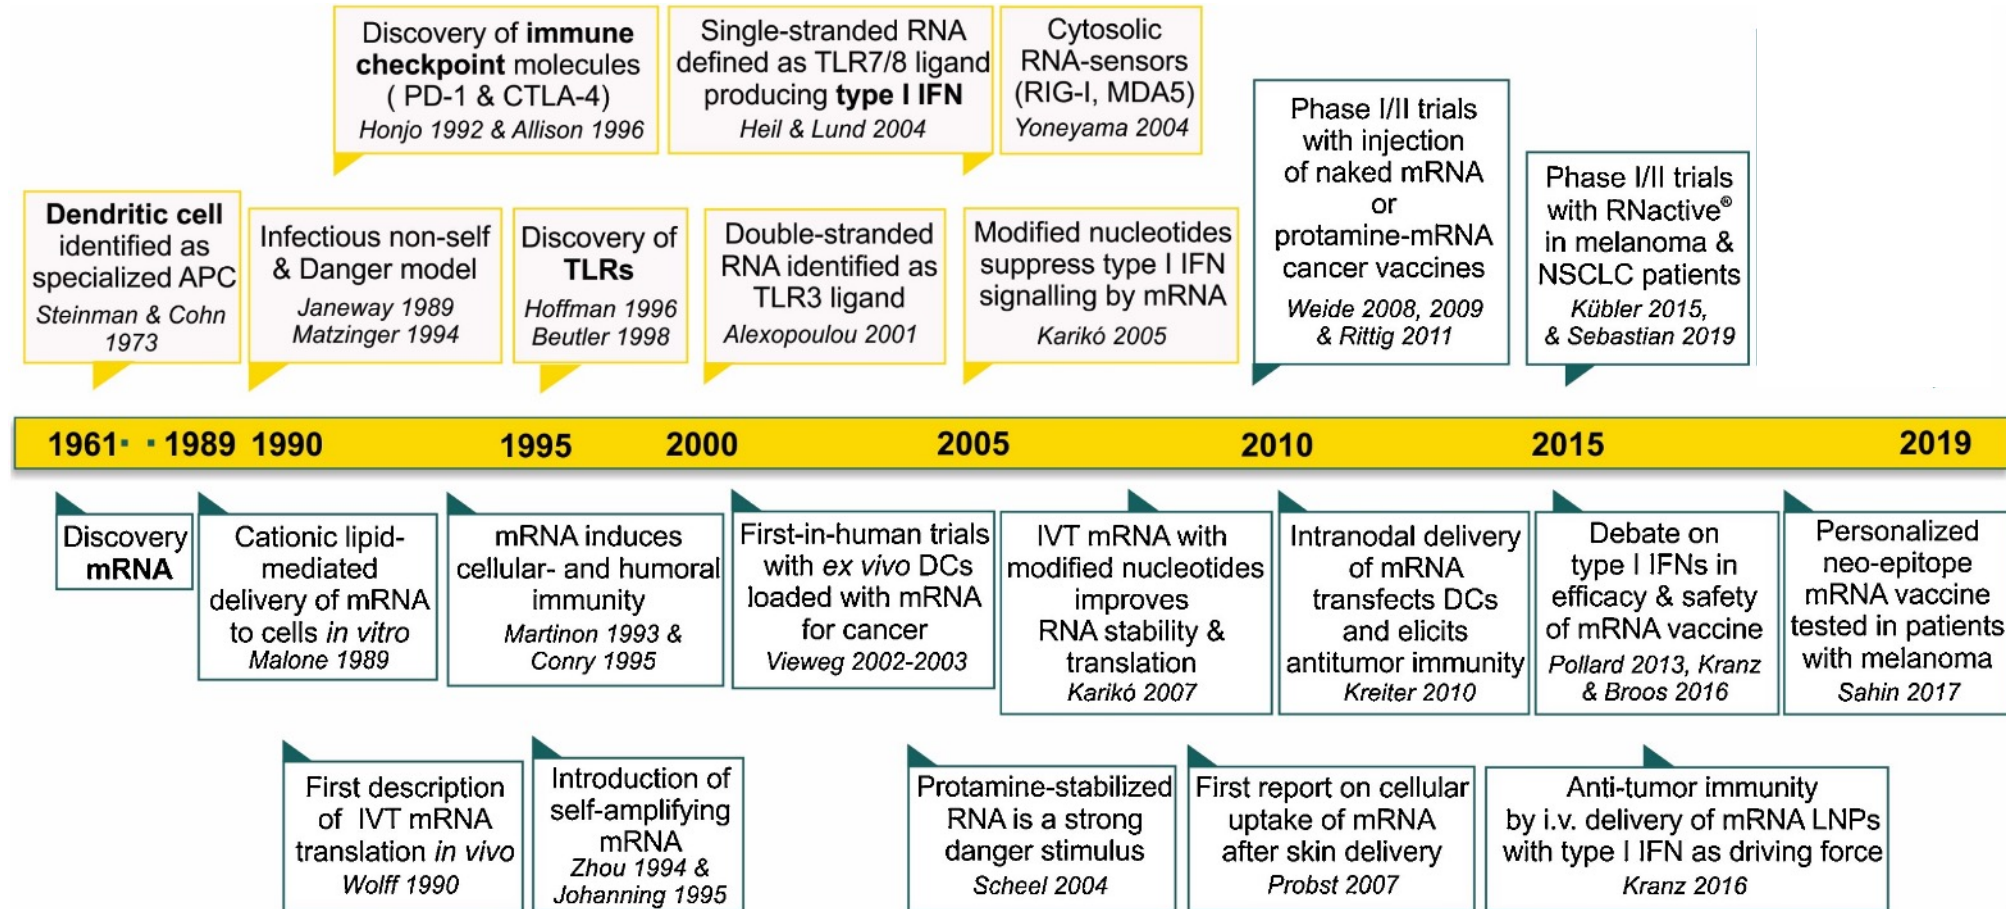 Discovery of immune
checkpoint molecules
( PD-1 & CTLA-4)
Honjo 1992 & Allison 1996
Single-stranded RNA
defined as TLR7/8 ligand
producing type I IFN
Heil & Lund 2004
Cytosolic
RNA-sensors
(RIG-I, MDA5)
Yoneyama 2004
Dendritic cell
identified as
specialized APC
Steinman & Cohn
1973
Infectious non-self
& Danger model
Janeway 1989
Matzinger 1994
Discovery of
TLRs
Hoffman 1996
Beutler 1998
Double-stranded
RNA identified as
TLR3 ligand
Alexopoulou 2001
Modified nucleotides
suppress type I IFN
signalling by mRNA
Karikó 2005
Phase I/II trials
with injection
of naked mRNA
or
protamine-mRNA
cancer vaccines
Weide 2008, 2009
& Rittig 2011
Phase I/II trials
with RNactive®
in melanoma &
NSCLC patients
Kübler 2015,
& Sebastian 2019
1961 1989 1990 1995 2000 2005 2010 2015 2019
Discovery
mRNA
Cationic lipid-
mediated
delivery of mRNA
to cells in vitro
Malone 1989
mRNA induces
cellular- and humoral
immunity
Martinon 1993 &
Conry 1995
First-in-human trials
with ex vivo DCs
loaded with mRNA
for cancer
Vieweg 2002-2003
IVT mRNA with
modified nucleotides
improves
RNA stability &
translation
Karikó 2007
Intranodal delivery
of mRNA
transfects DCs
and elicits
antitumor immunity
Kreiter 2010
Debate on
type I IFNs in
efficacy & safety
of mRNA vaccine
Pollard 2013, Kranz
& Broos 2016
Personalized
neo-epitope
mRNA vaccine
tested in patients
with melanoma
Sahin 2017
First description
of IVT mRNA
translation in vivo
Wolff 1990
Introduction of
self-amplifying
mRNA
Zhou 1994 &
Johanning 1995
Protamine-stabilized
RNA is a strong
danger stimulus
Scheel 2004
First report on cellular
uptake of mRNA
after skin delivery
Probst 2007
Anti-tumor immunity
by i.v. delivery of mRNA LNPs
with type I IFN as driving force
Kranz 2016